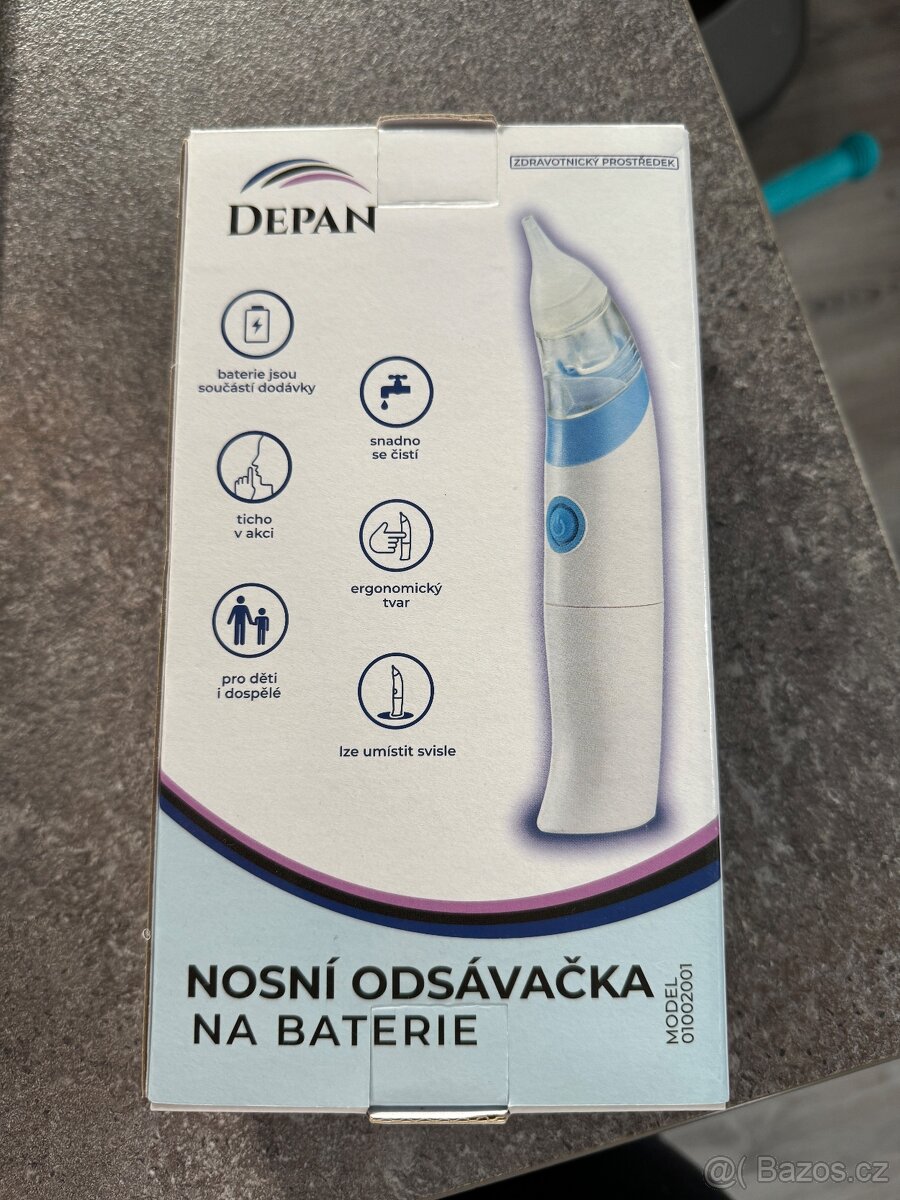 DEPAN
ZDRAVOTNICKÝ PROSTŘEDEK
baterie jsou
součástí dodávky
snadno
se čistí
ticho
v akci
ergonomický
tvar
pro děti
i dospělé
lze umístit svisle
NOSNÍ ODSÁVAČKA
NA BATERIE
MODEL
01002001
@( Bazos.cz